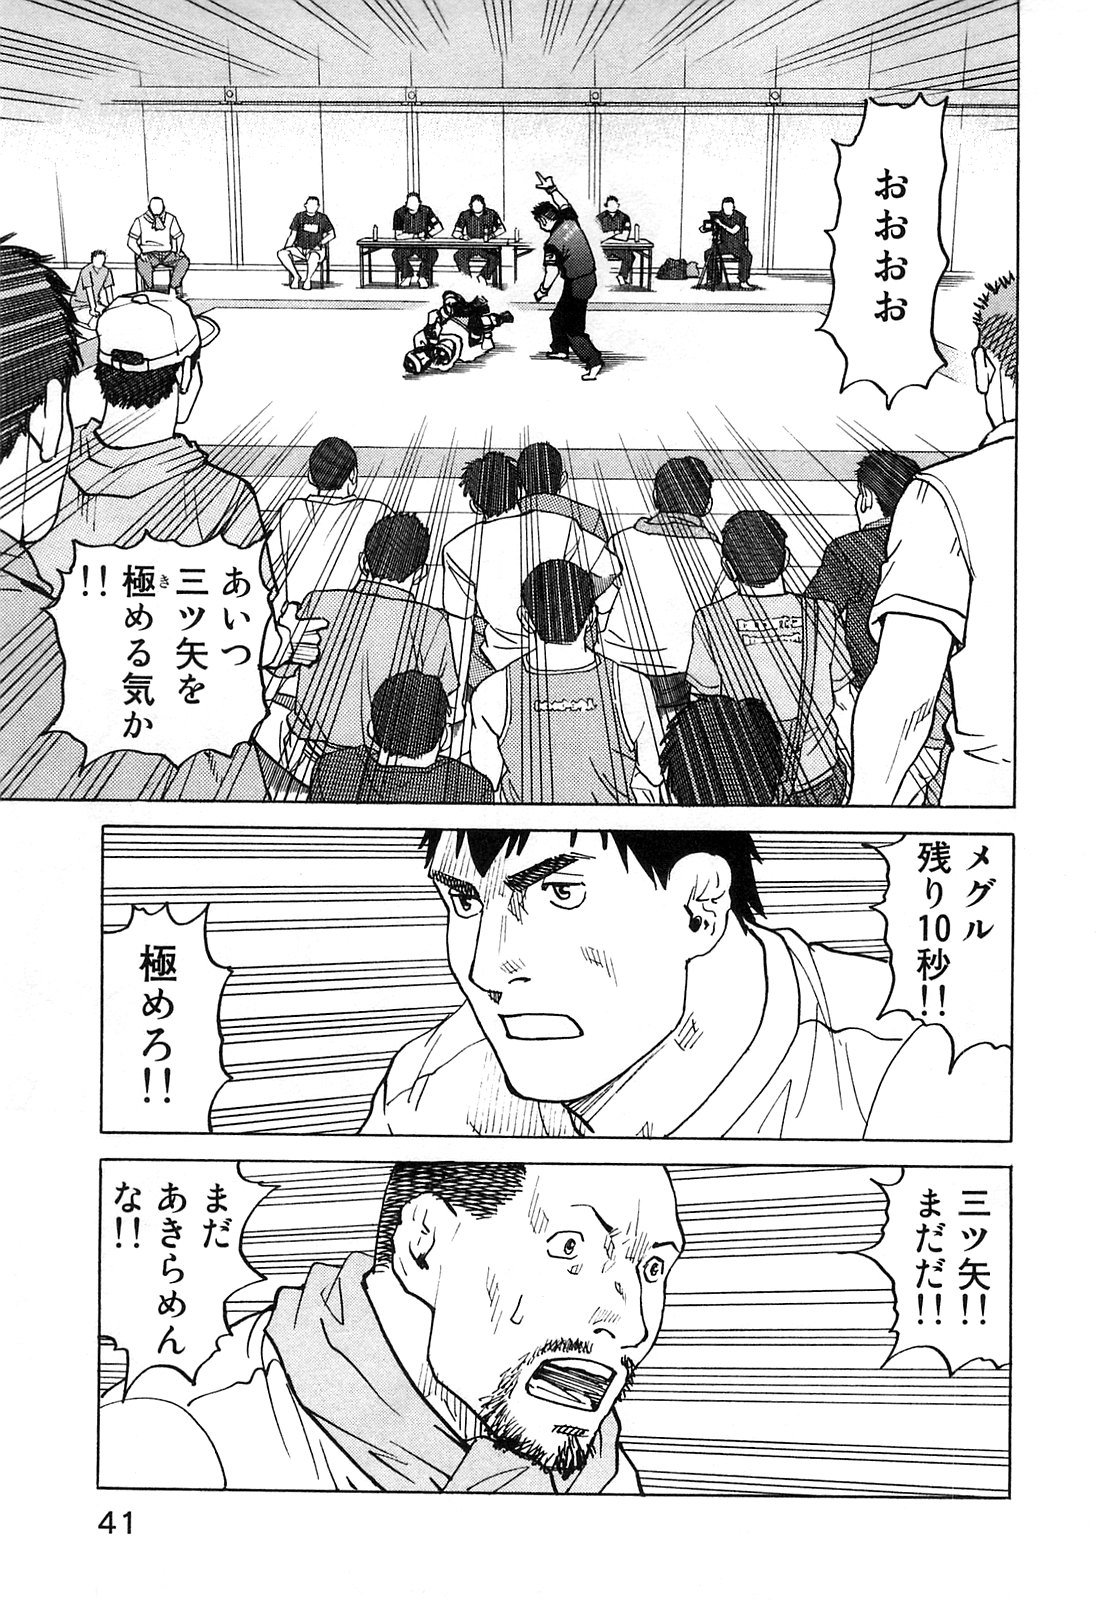 おおおお
あいつ
三ツ矢を
極める気か
!!
き
メグル
残り10秒!!
極めろ!!
三ツ矢!!
まだだ!!
まだ
あきらめん
な!!
41